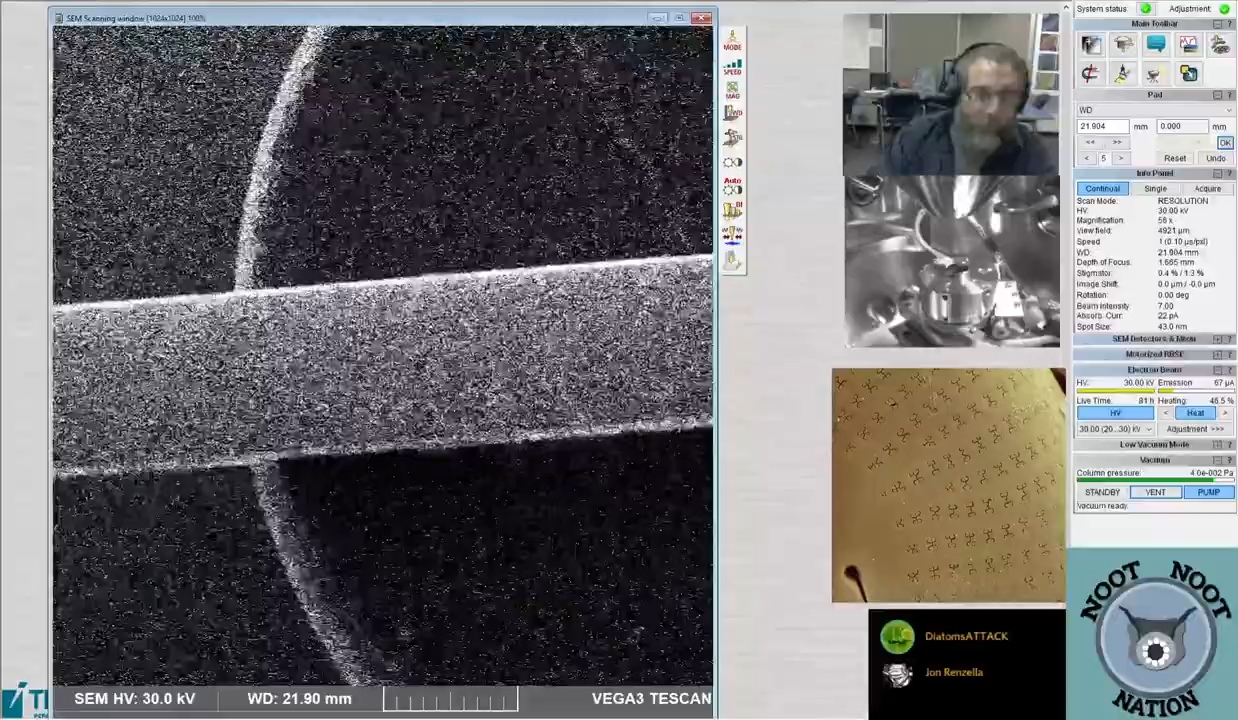 SEM Scanning window [1024x1024] 100%
SEM HV: 30.0 kV
WD: 21.90 mm
VEGA3 TESCAN
MODE
SPEED
MAG
WD
Auto
BI
System status:
Adjustment:
Main Toolbar
Pad
WD
21.904 mm 0.000 mm
<< >> OK
< 5 > Reset Undo
Info Panel
Continual Single Acquire
Scan Mode: RESOLUTION
HV: 30.00 kV
Magnification: 56 x
View field: 4921 µm
Speed 1 (0.10 µs/pxl)
WD: 21.904 mm
Depth of Focus: 1.665 mm
Stigmator: 0.4 % / 1.3 %
Image Shift: 0.0 µm / -0.0 µm
Rotation: 0.00 deg
Beam Intensity 7.00
Absorb. Curr: 22 pA
Spot Size: 43.0 nm
SEM Detectors & Mixer
Electron Beam
HV: 30.00 kV Emission 67 µA
Live Time: 81 h Heating: 46.5 %
HV < Heat >
30.00 (20...30) kV Adjustment >>>
Low Vacuum Mode
Vacuum
Column pressure: 4.0e-002 Pa
STANDBY VENT PUMP
Vacuum ready.
DiatomsATTACK
Jon Renzella
NOOT NOOT
NATION